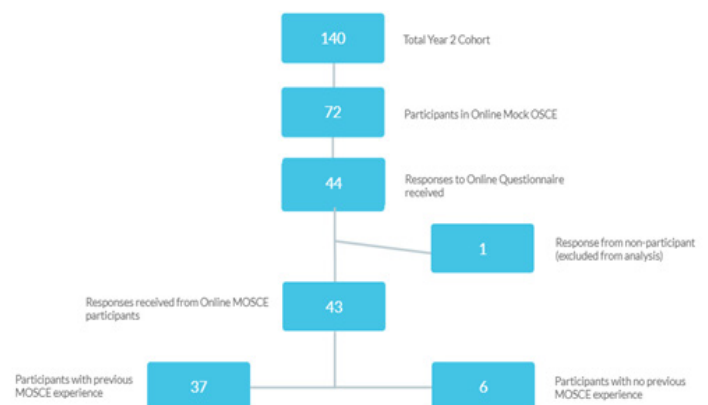 140
Total Year 2 Cohort
72
Participants in Online Mock OSCE
44
Responses to Online Questionnaire
received
1
Response from non-participant
(excluded from analysis)
Responses received from Online MOSCE
participants
43
Participants with previous
MOSCE experience
37
6
Participants with no previous
MOSCE experience